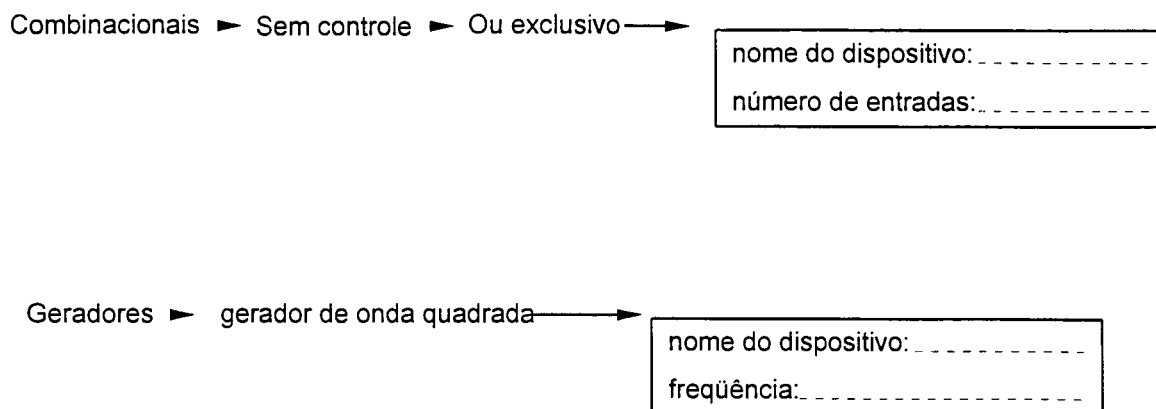 Combinacionais ► Sem controle ► Ou exclusivo
nome do dispositivo:
número de entradas:
Geradores ► gerador de onda quadrada
nome do dispositivo:
freqüência: